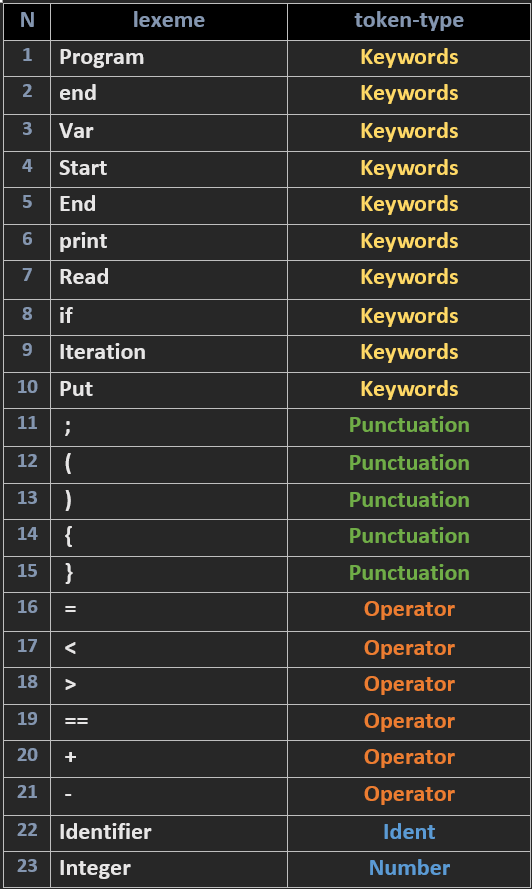 N lexeme token-type
1 Program Keywords
2 end Keywords
3 Var Keywords
4 Start Keywords
5 End Keywords
6 print Keywords
7 Read Keywords
8 if Keywords
9 Iteration Keywords
10 Put Keywords
11 ; Punctuation
12 ( Punctuation
13 ) Punctuation
14 { Punctuation
15 } Punctuation
16 = Operator
17 < Operator
18 > Operator
19 == Operator
20 + Operator
21 - Operator
22 Identifier Ident
23 Integer Number